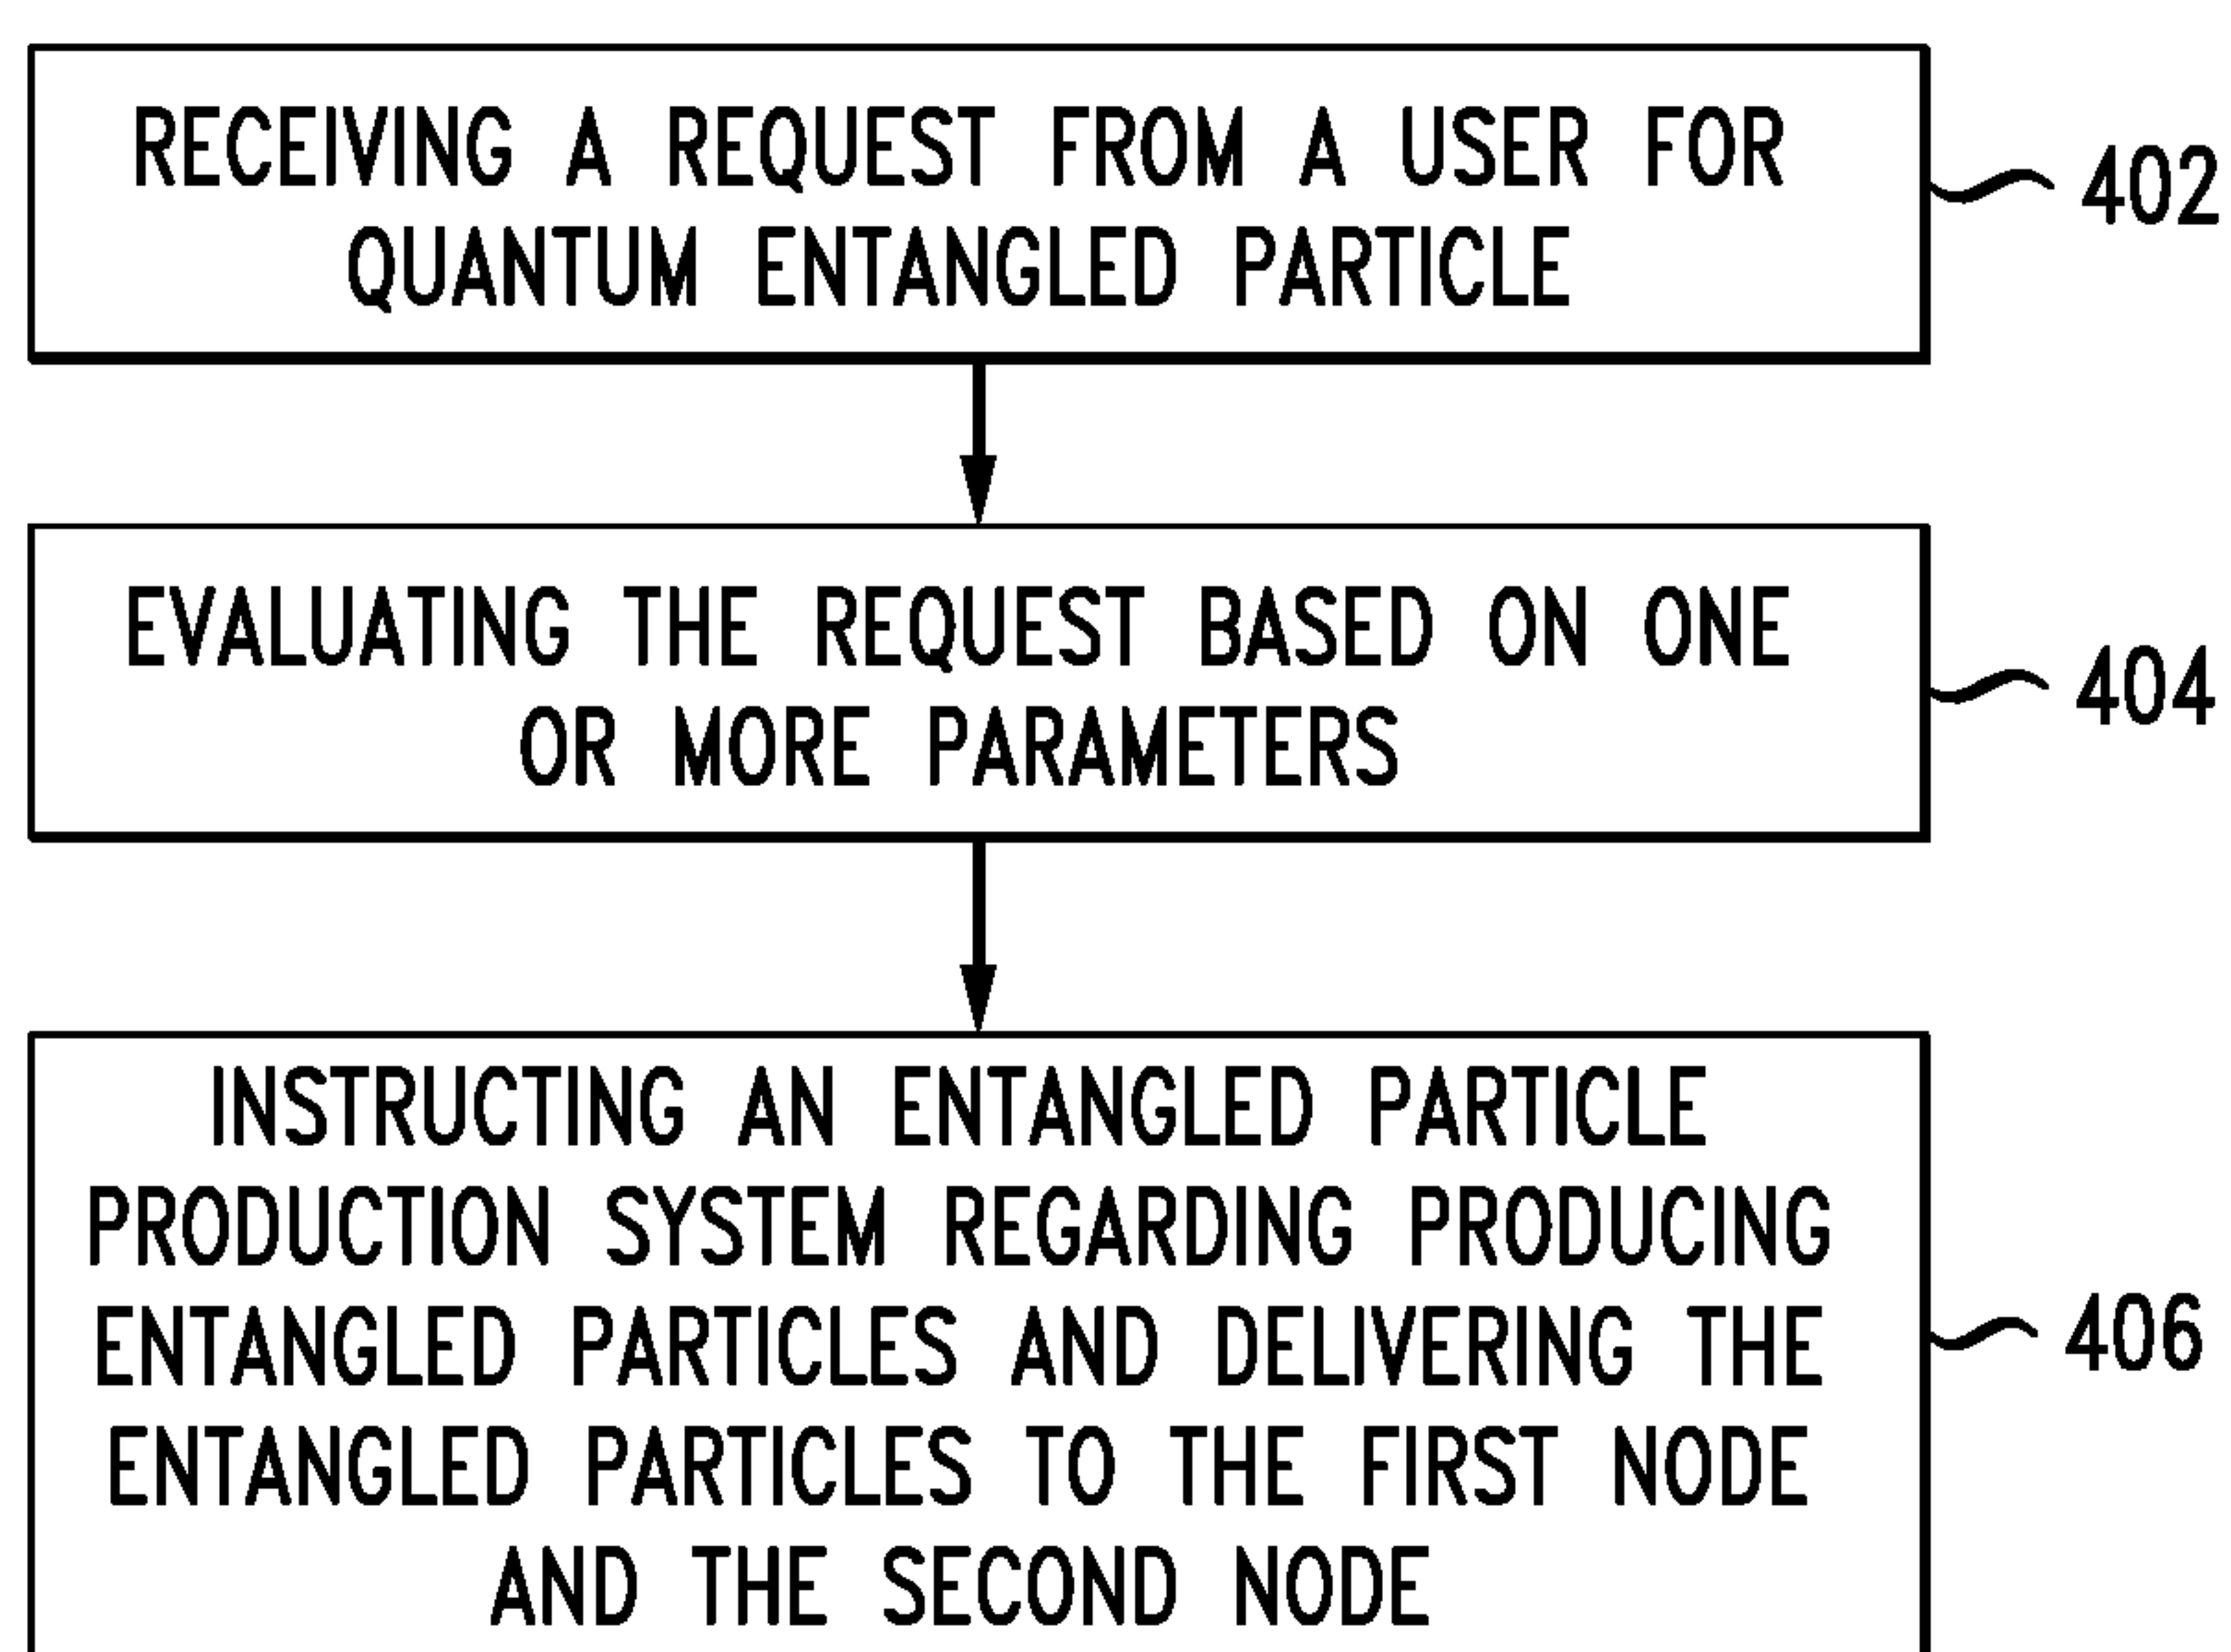 RECEIVING A REQUEST FROM A USER FOR
QUANTUM ENTANGLED PARTICLE
402
EVALUATING THE REQUEST BASED ON ONE
OR MORE PARAMETERS
404
INSTRUCTING AN ENTANGLED PARTICLE
PRODUCTION SYSTEM REGARDING PRODUCING
ENTANGLED PARTICLES AND DELIVERING THE
ENTANGLED PARTICLES TO THE FIRST NODE
AND THE SECOND NODE
406